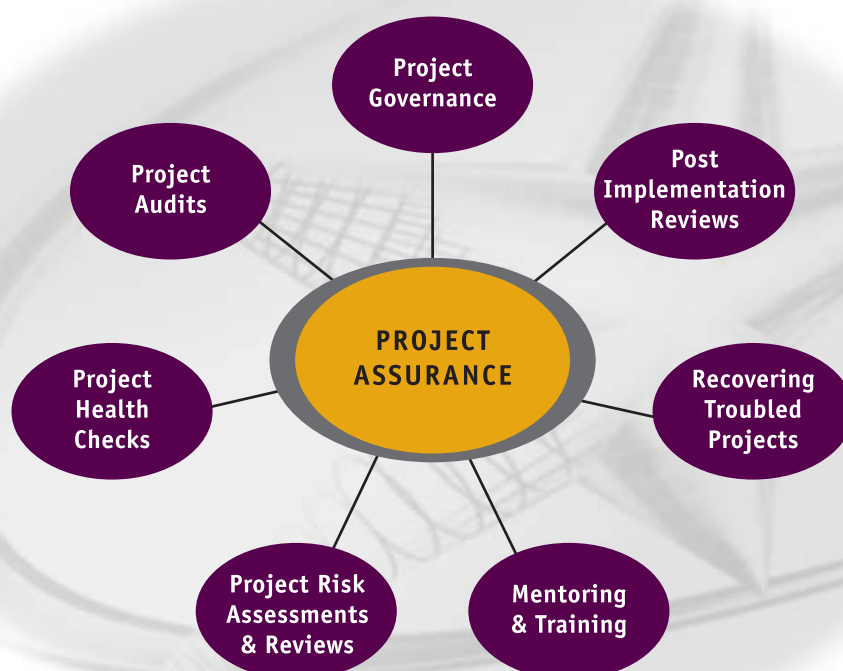 Project
Governance
Project
Audits
Post
Implementation
Reviews
PROJECT
ASSURANCE
Project
Health
Checks
Recovering
Troubled
Projects
Project Risk
Assessments
& Reviews
Mentoring
& Training